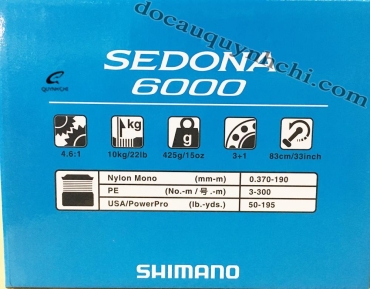 docauquynhchi.com
SEDONA
6000
kg
g
4.6:1 10kg/22lb 425g/15oz 3+1 83cm/33inch
Nylon Mono (mm-m) 0.370-190
PE (No.-m / 号.-m) 3-300
USA/PowerPro (lb.-yds.) 50-195
SHIMANO